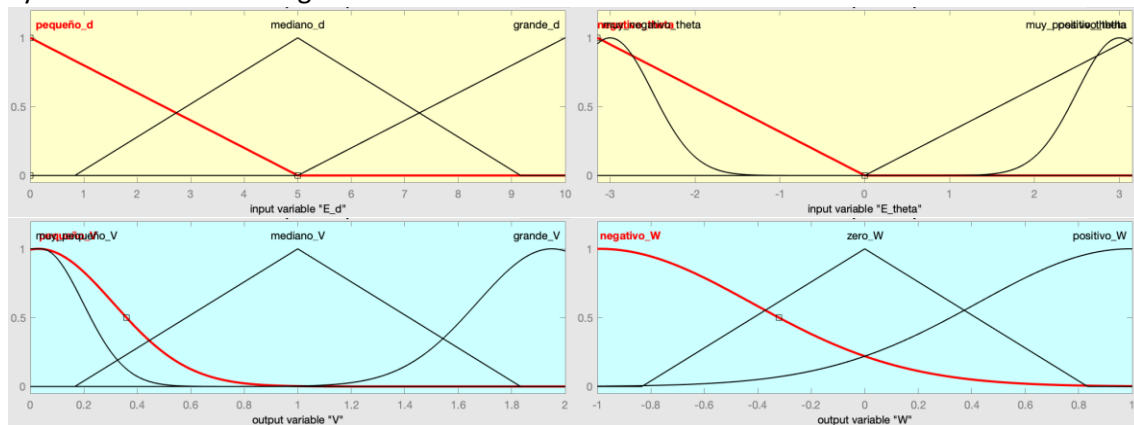 pequeño_d mediano_d grande_d
1
0.5
0
0 1 2 3 4 5 6 7 8 9 10
input variable "E_d"
muy_negativo_theta
1
0.5
0
-3 -2 -1 0 1 2 3
input variable "E_theta"
mediano_V grande_V
1
0.5
0
0 0.2 0.4 0.6 0.8 1 1.2 1.4 1.6 1.8 2
output variable "V"
negativo_W zero_W positivo_W
1
0.5
0
-1 -0.8 -0.6 -0.4 -0.2 0 0.2 0.4 0.6 0.8 1
output variable "W"